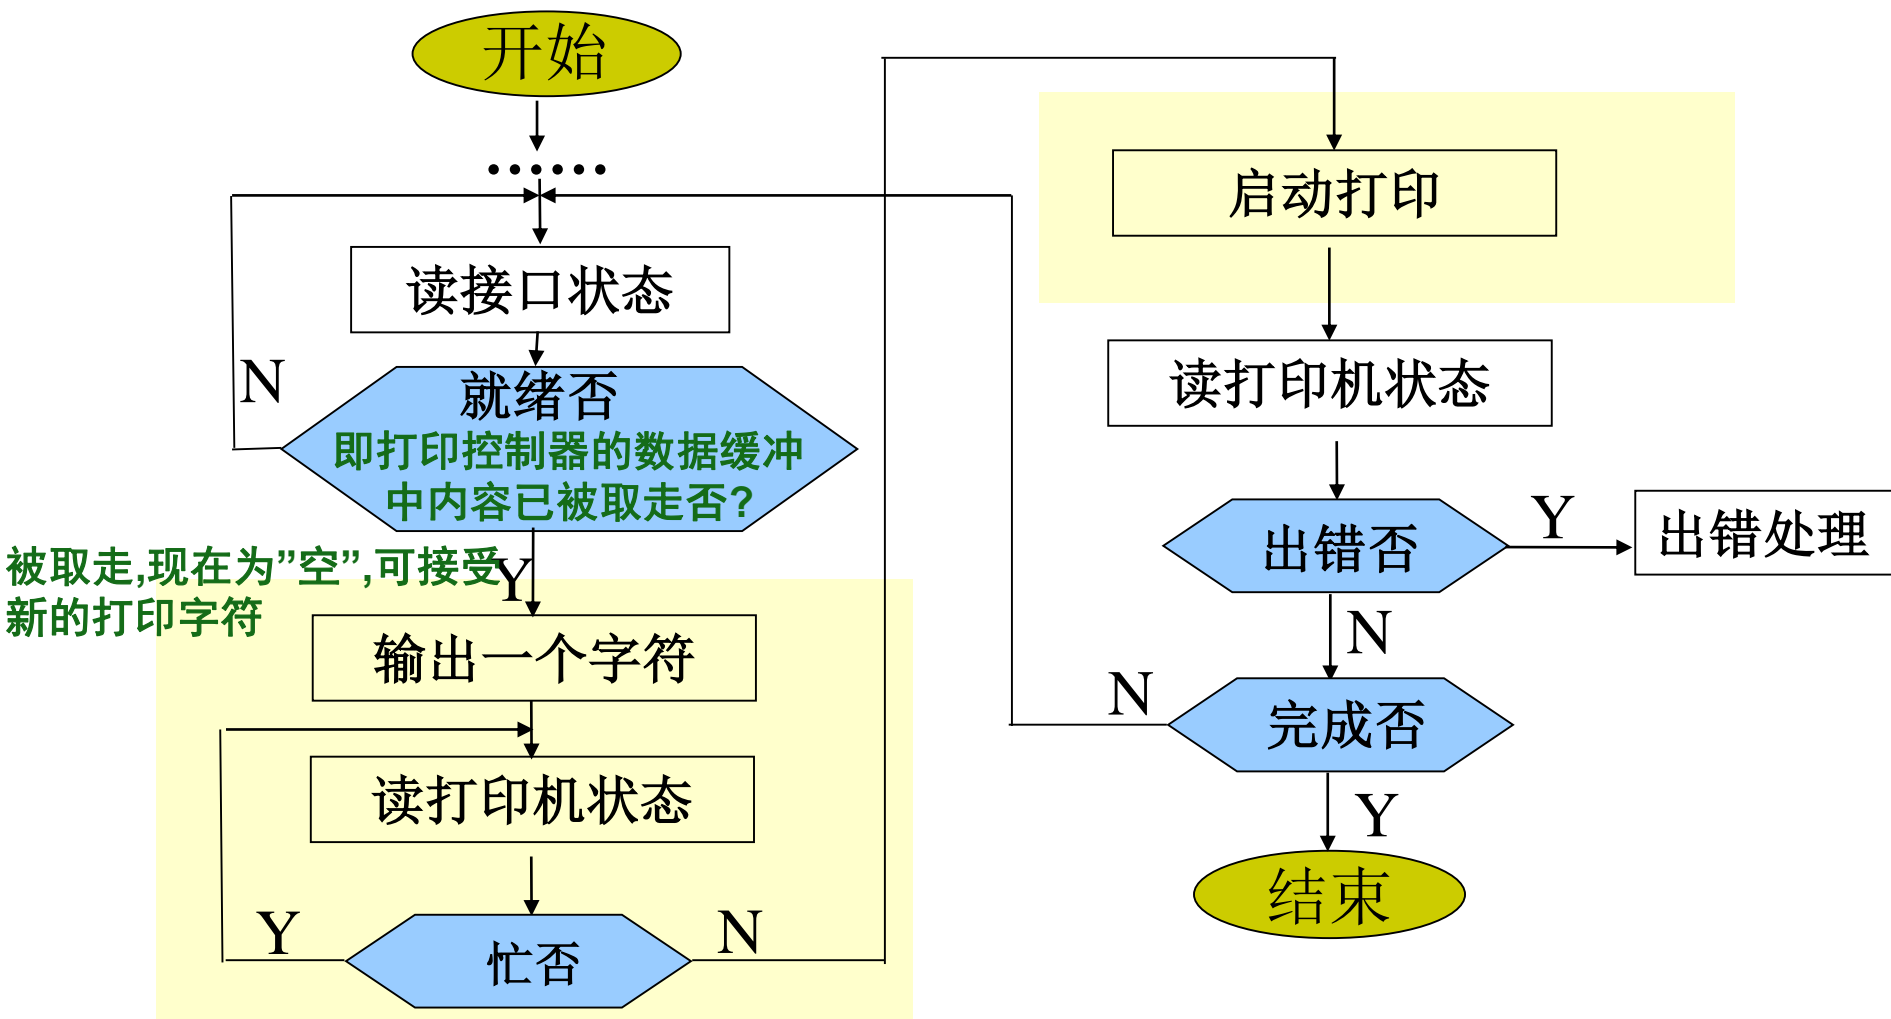 开始
……
读接口状态
N
就绪否
即打印控制器的数据缓冲
中内容已被取走否?
被取走,现在为”空”,可接受
新的打印字符
Y
输出一个字符
读打印机状态
Y
忙否
N
启动打印
读打印机状态
出错否
Y
出错处理
N
完成否
N
Y
结束